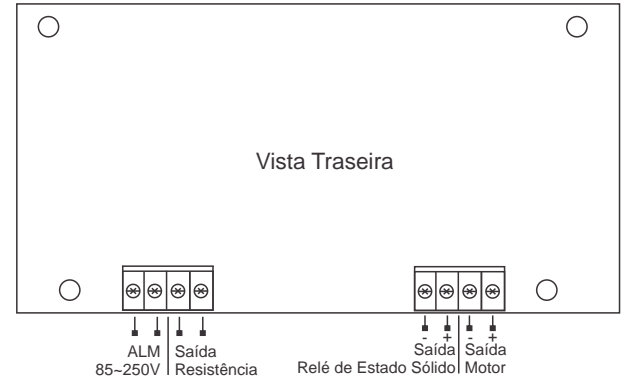 Vista Traseira
- + - +
ALM Saída Saída Saída
85~250V Resistência Relé de Estado Sólido Motor